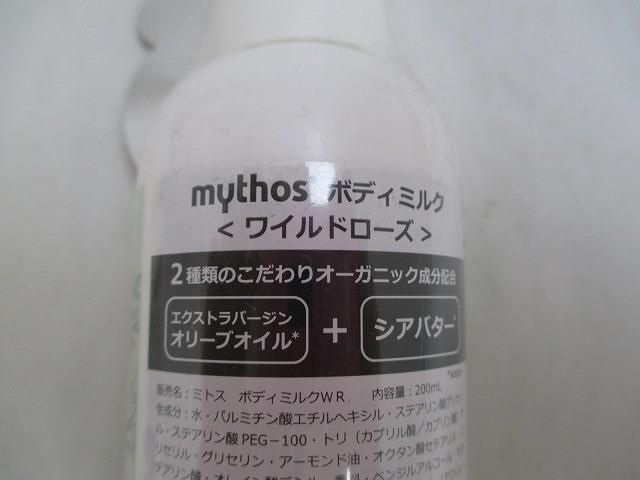 mythos® ボディミルク
< ワイルドローズ >
2種類のこだわりオーガニック成分配合
エクストラバージン
オリーブオイル*
+
シアバター*
販売名：ミトス ボディミルクWR 内容量：200mL
全成分：水・パルミチン酸エチルヘキシル・ステアリン酸グリセ
ル・ステアリン酸PEG-100・トリ（カプリル酸／カプリン酸）
リセリル・グリセリン・アーモンド油・オクタン酸セテアリル・